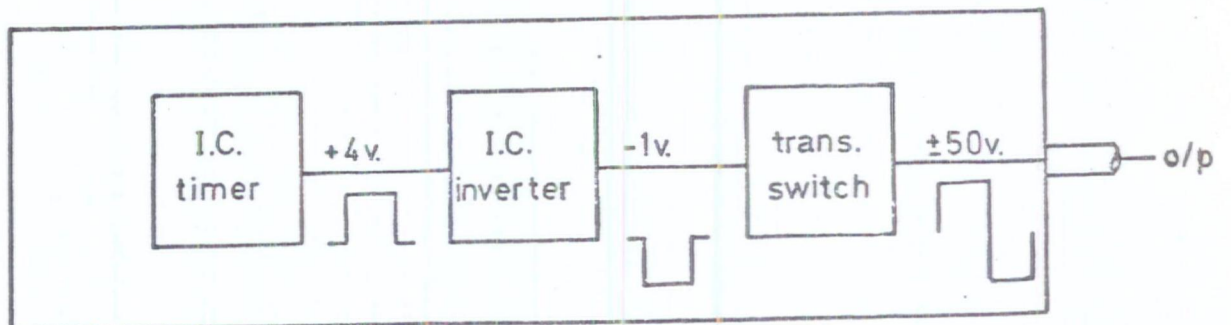 I.C.
timer
+4v.
I.C.
inverter
-1v.
trans.
switch
±50v.
o/p